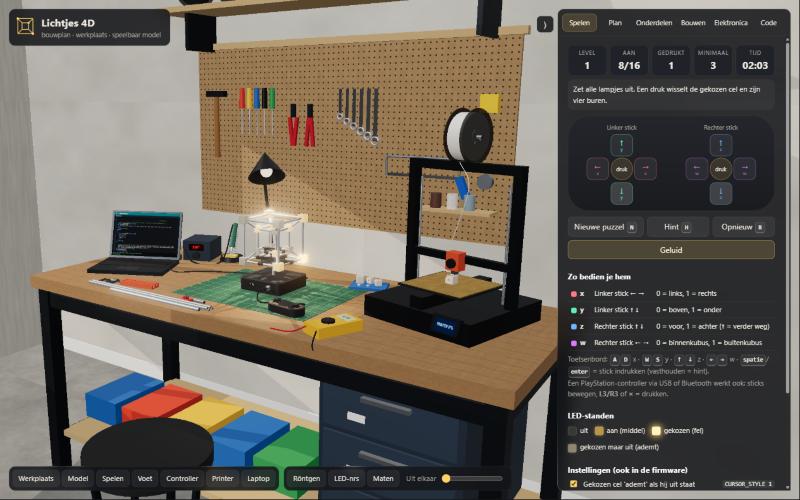 Lichtjes 4D
bouwplan · werkplaats · speelbaar model
Spelen Plan Onderdelen Bouwen Elektronica Code
LEVEL AAN GEDRUKT MINIMAAL TIJD
1 8/16 1 3 02:03
Zet alle lampjes uit. Een druk wisselt de gekozen cel en zijn
vier buren.
Linker stick Rechter stick
↑ y ↑ z
← x druk → x ← w druk → w
↓ y ↓ z
Nieuwe puzzel N Hint H Opnieuw R
Geluid
Zo bedien je hem
x Linker stick ← → 0 = links, 1 = rechts
y Linker stick ↑ ↓ 0 = boven, 1 = onder
z Rechter stick ↑ ↓ 0 = voor, 1 = achter (↑ = verder weg)
w Rechter stick ← → 0 = binnenkubus, 1 = buitenkubus
Toetsenbord: A D x · W S y · ↑ ↓ z · ← → w · spatie /
enter = stick indrukken (vasthouden = hint).
Een PlayStation-controller via USB of Bluetooth werkt ook: sticks
bewegen, L3/R3 of × = drukken.
LED-standen
uit aan (middel) gekozen (fel)
gekozen maar uit (ademt)
Instellingen (ook in de firmware)
Gekozen cel 'ademt' als hij uit staat CURSOR_STYLE 1
Werkplaats Model Spelen Voet Controller Printer Laptop Röntgen LED-nrs Maten Uit elkaar